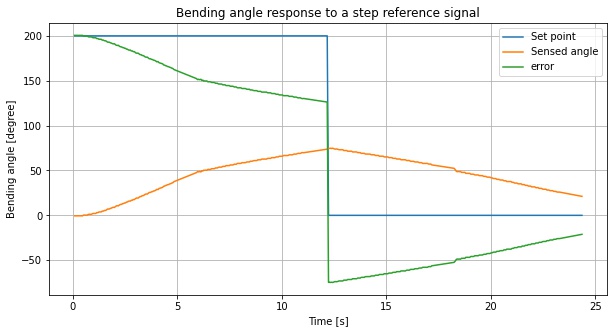 Bending angle response to a step reference signal
Set point
Sensed angle
error
Bending angle [degree]
200
150
100
50
0
−50
0
5
10
15
20
25
Time [s]